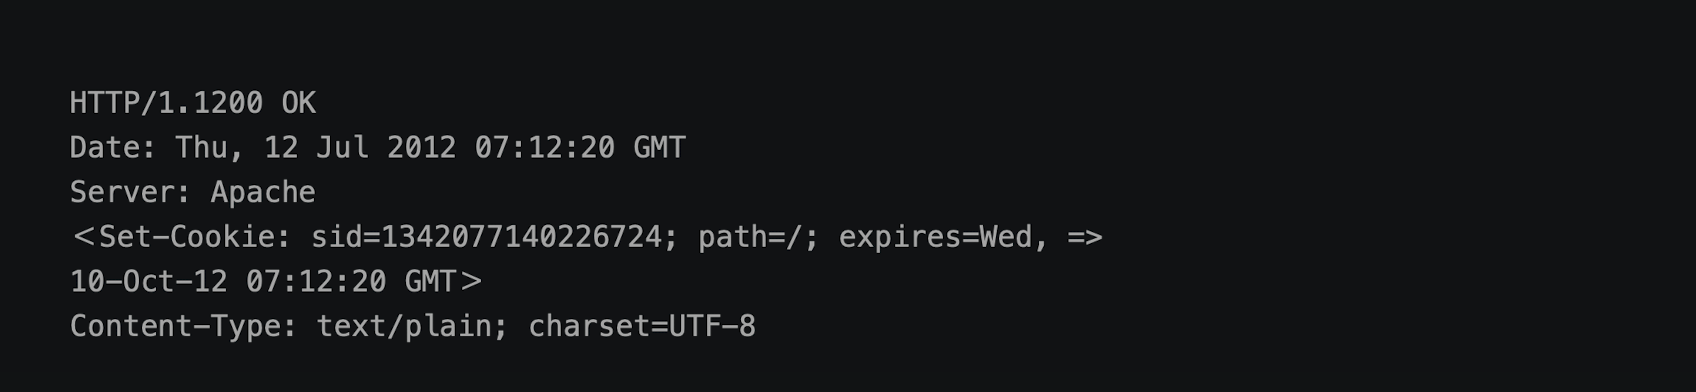 HTTP/1.1200 OK
Date: Thu, 12 Jul 2012 07:12:20 GMT
Server: Apache
＜Set-Cookie: sid=1342077140226724; path=/; expires=Wed, =>
10-Oct-12 07:12:20 GMT＞
Content-Type: text/plain; charset=UTF-8